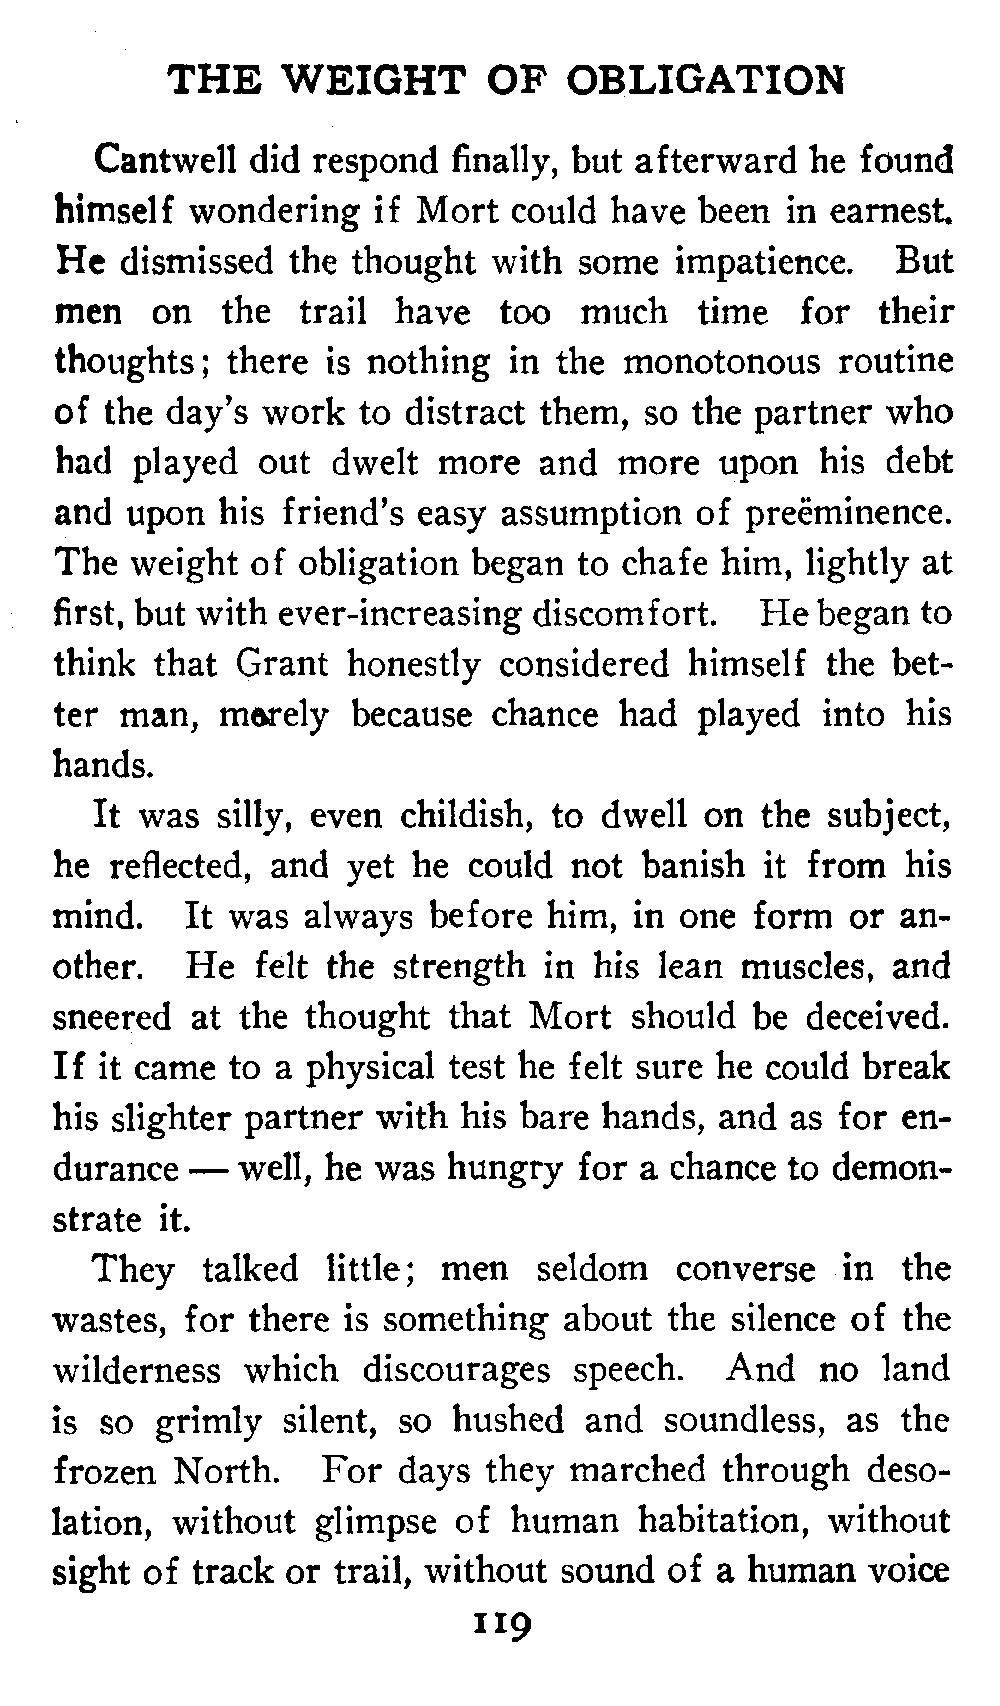 THE WEIGHT OF OBLIGATION
Cantwell did respond finally, but afterward he found
himself wondering if Mort could have been in earnest.
He dismissed the thought with some impatience. But
men on the trail have too much time for their
thoughts; there is nothing in the monotonous routine
of the day's work to distract them, so the partner who
had played out dwelt more and more upon his debt
and upon his friend's easy assumption of preëminence.
The weight of obligation began to chafe him, lightly at
first, but with ever-increasing discomfort. He began to
think that Grant honestly considered himself the bet-
ter man, merely because chance had played into his
hands.
It was silly, even childish, to dwell on the subject,
he reflected, and yet he could not banish it from his
mind. It was always before him, in one form or an-
other. He felt the strength in his lean muscles, and
sneered at the thought that Mort should be deceived.
If it came to a physical test he felt sure he could break
his slighter partner with his bare hands, and as for en-
durance — well, he was hungry for a chance to demon-
strate it.
They talked little; men seldom converse in the
wastes, for there is something about the silence of the
wilderness which discourages speech. And no land
is so grimly silent, so hushed and soundless, as the
frozen North. For days they marched through deso-
lation, without glimpse of human habitation, without
sight of track or trail, without sound of a human voice
119